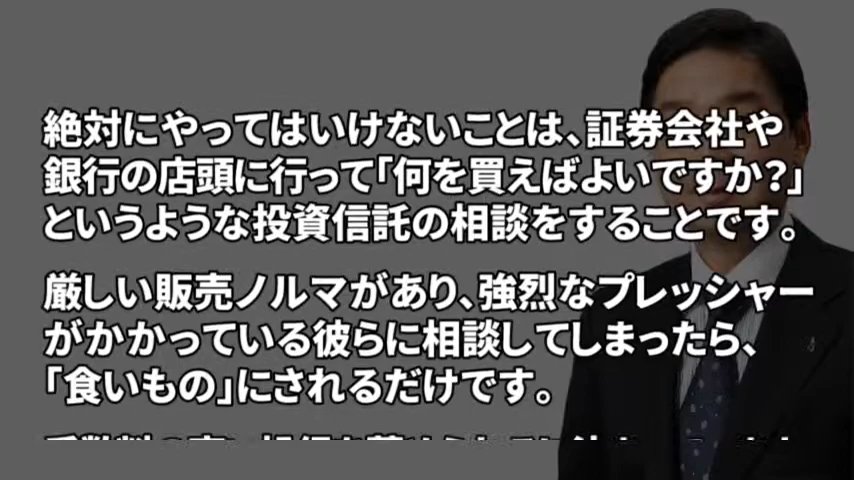 絶対にやってはいけないことは、証券会社や
銀行の店頭に行って「何を買えばよいですか？」
というような投資信託の相談をすることです。
厳しい販売ノルマがあり、強烈なプレッシャー
がかかっている彼らに相談してしまったら、
「食いもの」にされるだけです。